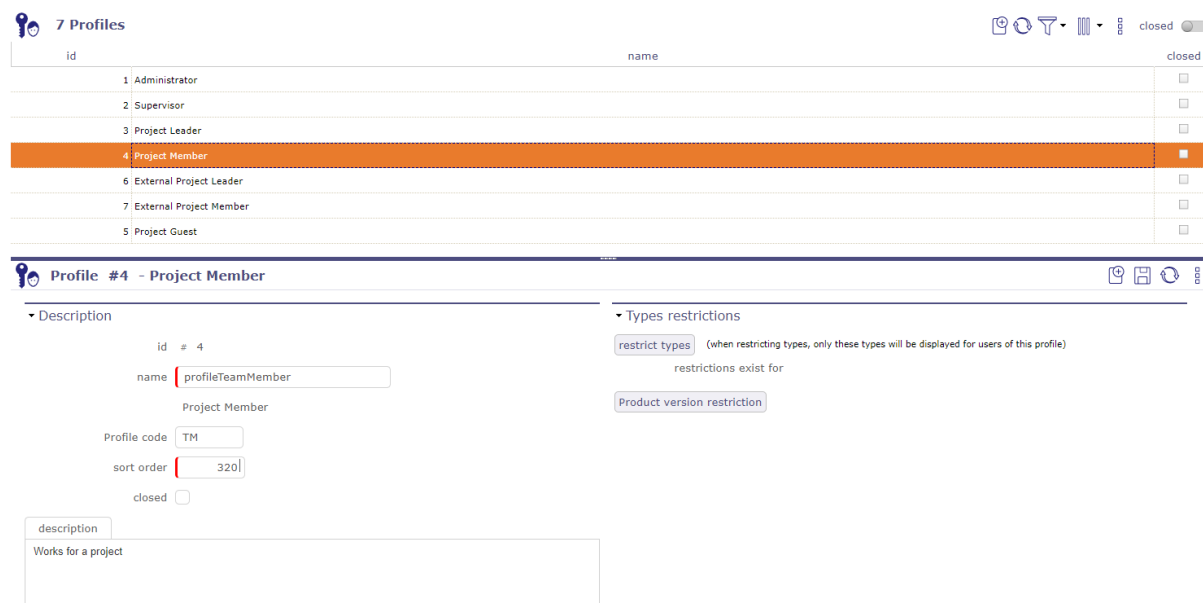 7 Profiles closed
id name closed
1 Administrator
2 Supervisor
3 Project Leader
4 Project Member
6 External Project Leader
7 External Project Member
5 Project Guest
Profile #4 - Project Member
Description
id # 4
name profileTeamMember
Project Member
Profile code TM
sort order 320
closed
description
Works for a project
Types restrictions
restrict types (when restricting types, only these types will be displayed for users of this profile)
restrictions exist for
Product version restriction